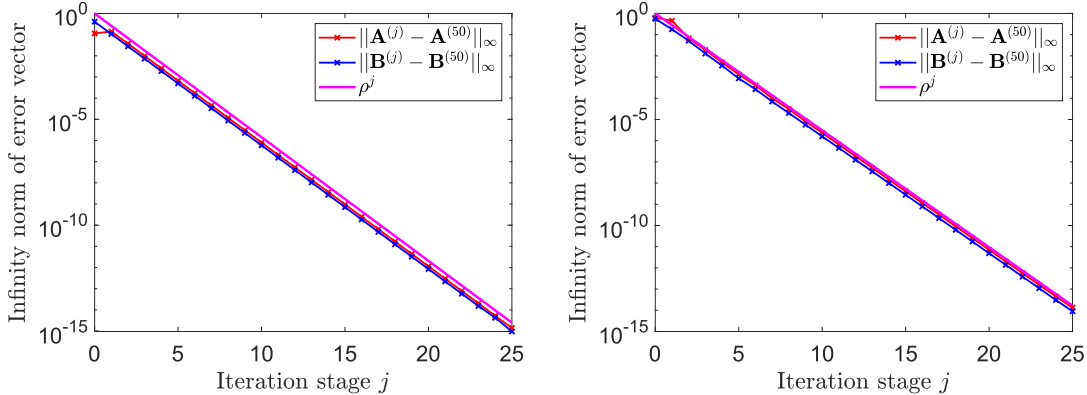 10^0
10^{-5}
10^{-10}
10^{-15}
Infinity norm of error vector
0 5 10 15 20 25
Iteration stage j
||A^{(j)} − A^{(50)}||_∞
||B^{(j)} − B^{(50)}||_∞
ρ^j
10^0
10^{-5}
10^{-10}
10^{-15}
Infinity norm of error vector
0 5 10 15 20 25
Iteration stage j
||A^{(j)} − A^{(50)}||_∞
||B^{(j)} − B^{(50)}||_∞
ρ^j